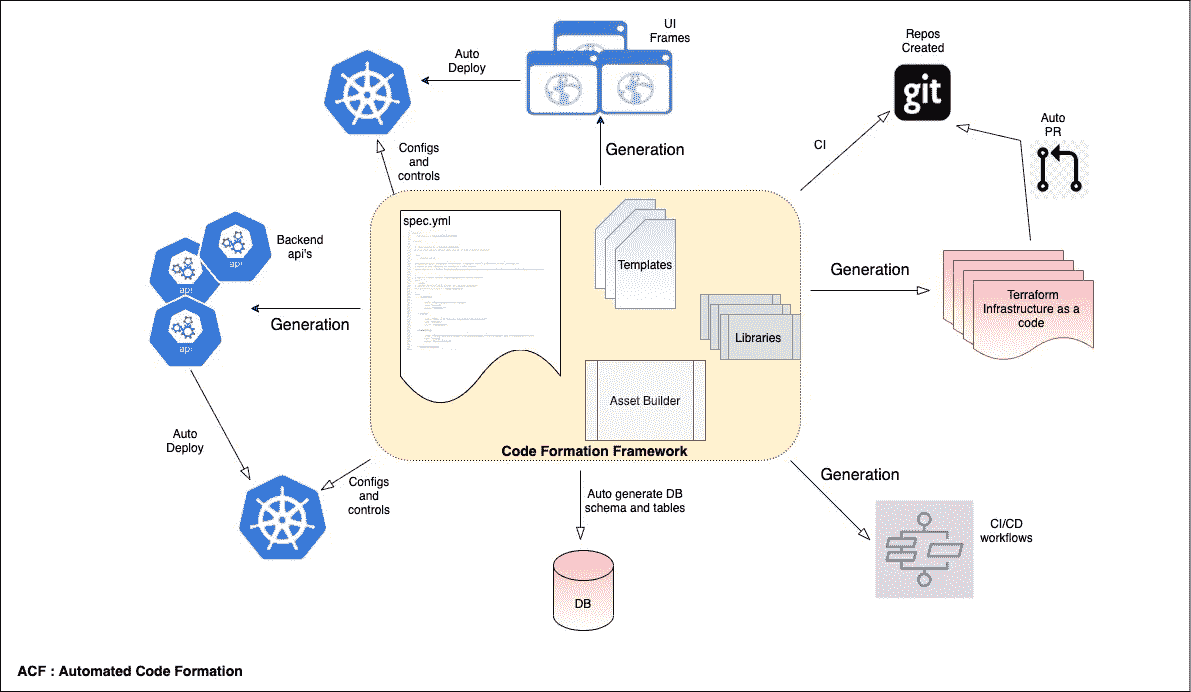 UI
Frames
Repos
Created
git
Auto
Deploy
Auto
PR
Configs
and
controls
Generation
CI
spec.yml
Templates
Backend
api's
api
api
api
Generation
Generation
Terraform
Infrastructure as a
code
Libraries
Asset Builder
Code Formation Framework
Auto
Deploy
Configs
and
controls
Auto generate DB
schema and tables
Generation
CI/CD
workflows
DB
ACF : Automated Code Formation